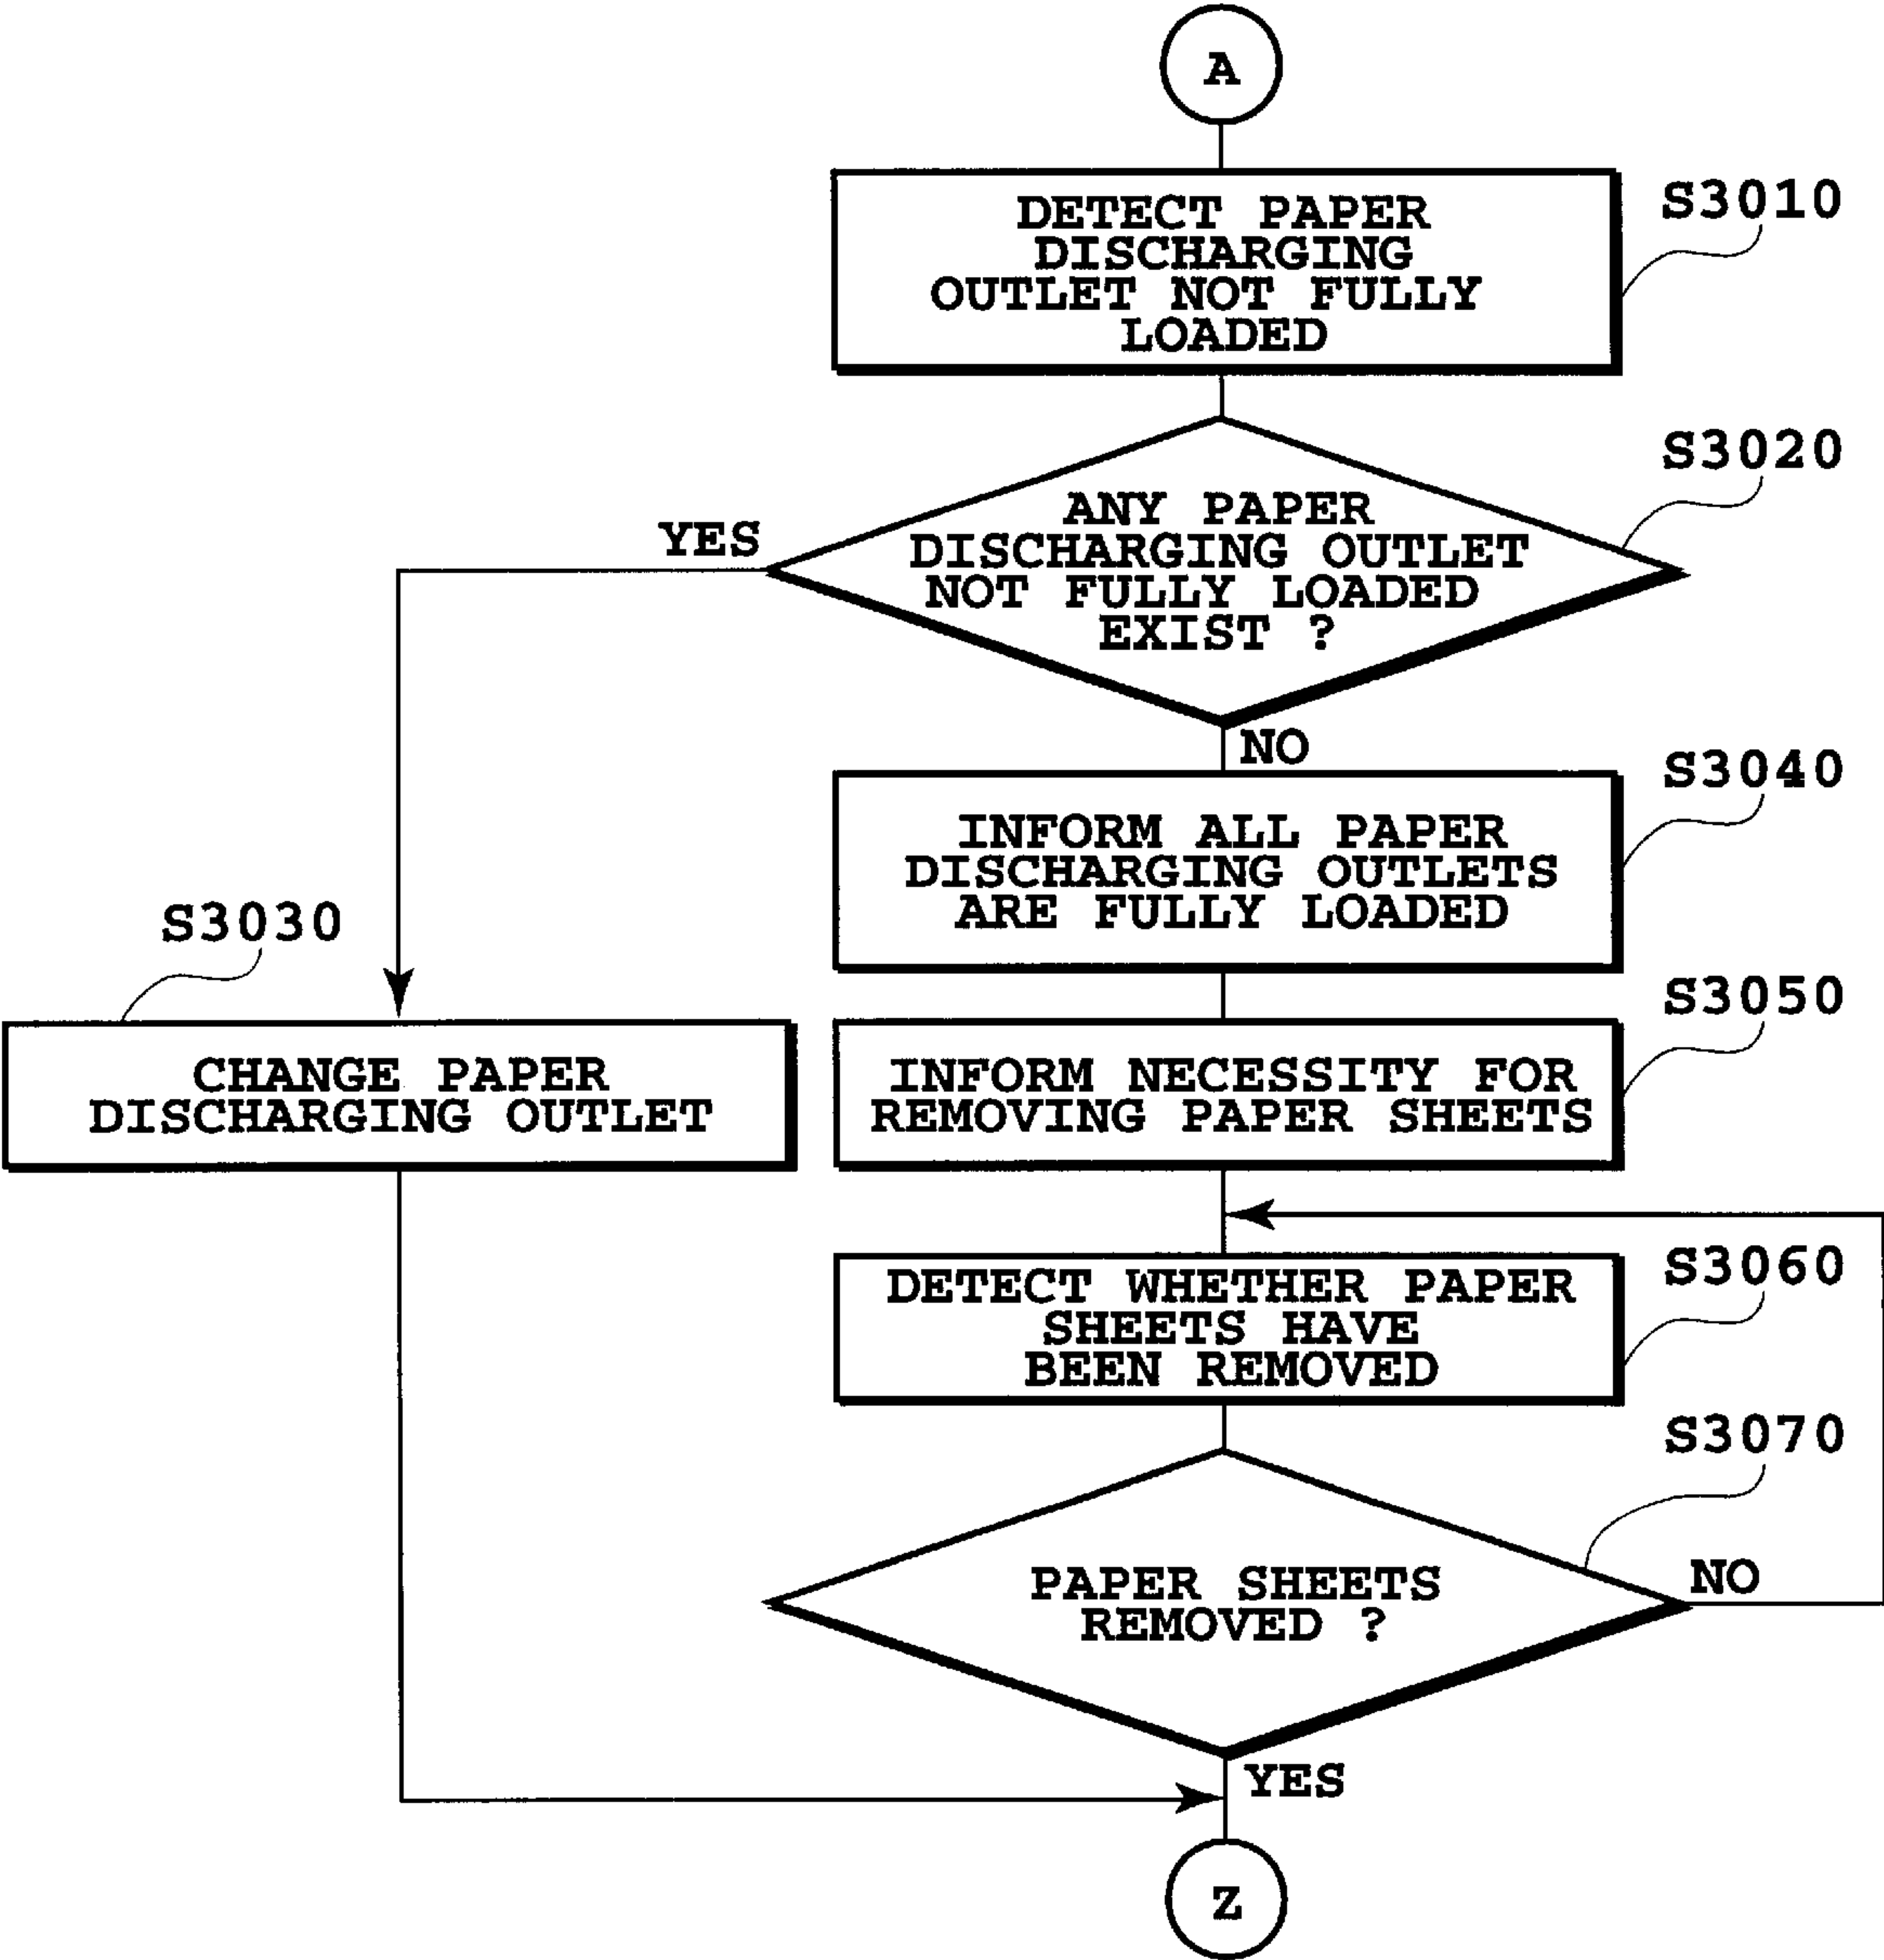 A
DETECT PAPER
DISCHARGING
OUTLET NOT FULLY
LOADED
S3010
S3020
ANY PAPER
DISCHARGING OUTLET
NOT FULLY LOADED
EXIST ?
YES
NO
S3040
INFORM ALL PAPER
DISCHARGING OUTLETS
ARE FULLY LOADED
S3030
CHANGE PAPER
DISCHARGING OUTLET
S3050
INFORM NECESSITY FOR
REMOVING PAPER SHEETS
S3060
DETECT WHETHER PAPER
SHEETS HAVE
BEEN REMOVED
S3070
PAPER SHEETS
REMOVED ?
NO
YES
Z